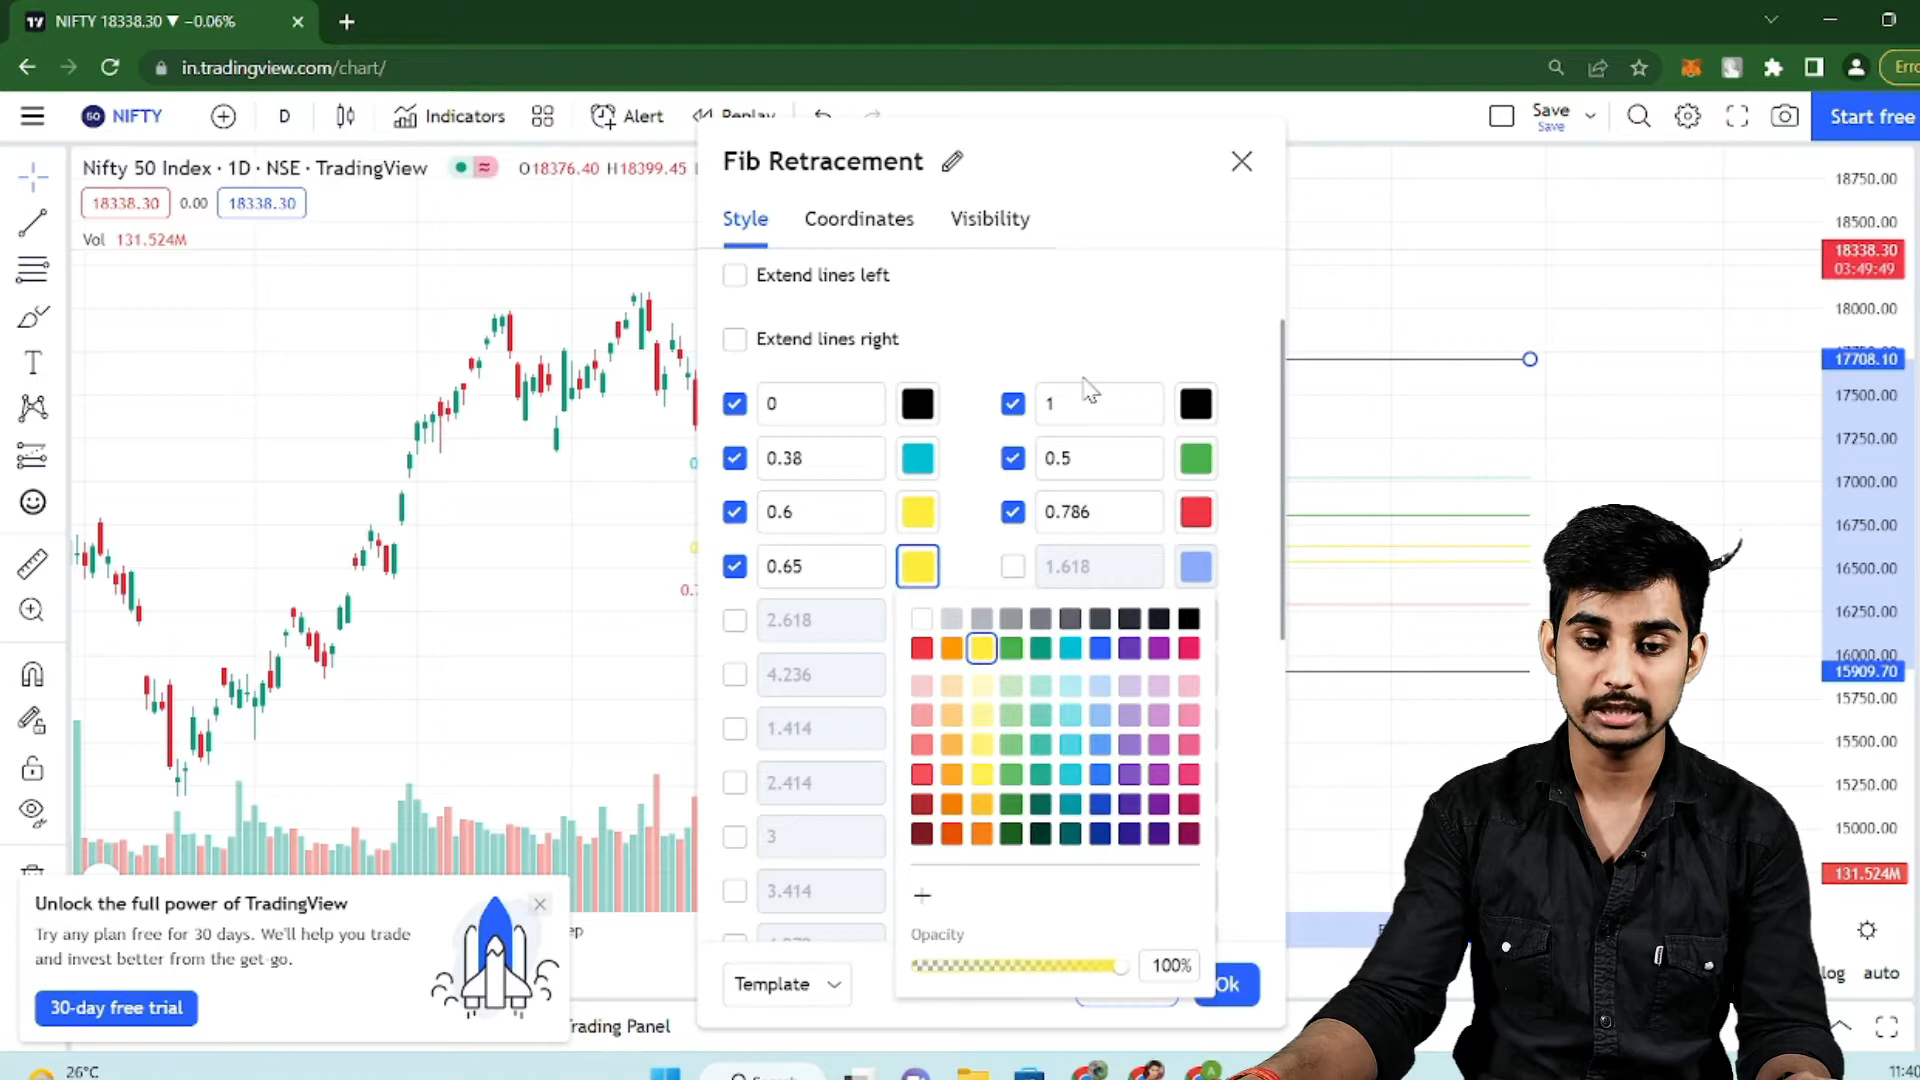 NIFTY 18338.30 ▼ −0.06%
in.tradingview.com/chart/
NIFTY
D
Indicators
Alert
Replay
Save
Save
Start free
Nifty 50 Index · 1D · NSE · TradingView
O18376.40 H18399.45
18338.30 0.00 18338.30
Vol 131.524M
Fib Retracement
Style Coordinates Visibility
Extend lines left
Extend lines right
0 1
0.38 0.5
0.6 0.786
0.65 1.618
2.618
4.236
1.414
2.414
3
3.414
Opacity
100%
Template
Ok
18750.00
18500.00
18338.30
03:49:49
18000.00
17708.10
17500.00
17250.00
17000.00
16750.00
16500.00
16250.00
16000.00
15909.70
15750.00
15500.00
15250.00
15000.00
131.524M
log auto
Unlock the full power of TradingView
Try any plan free for 30 days. We'll help you trade
and invest better from the get-go.
30-day free trial
Trading Panel
26°C
11:40